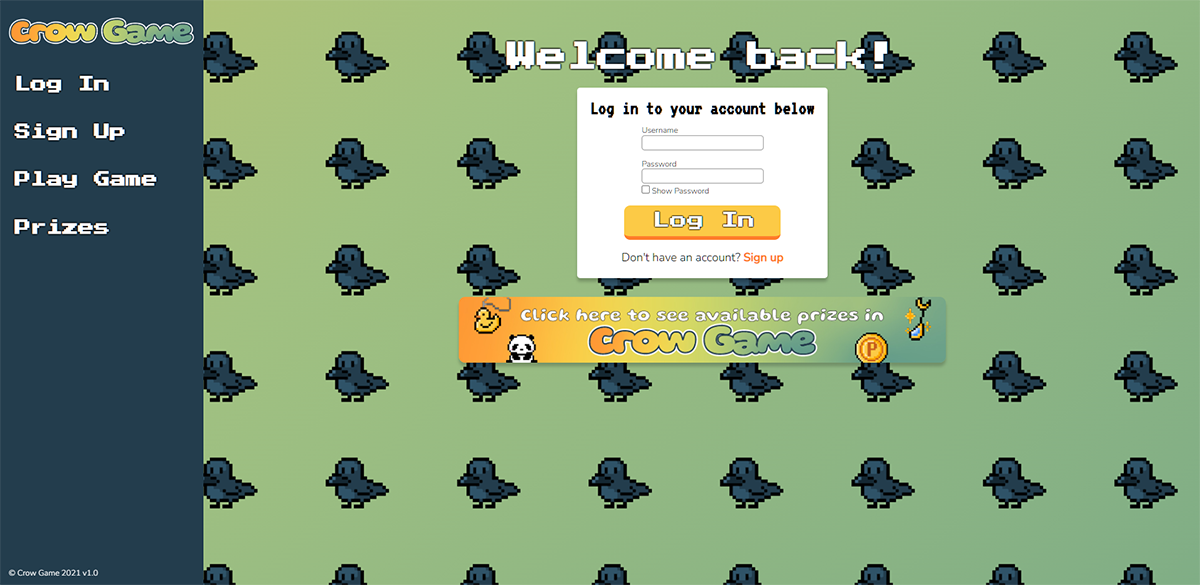 Crow Game
Log In
Sign Up
Play Game
Prizes
© Crow Game 2021 v1.0
Welcome back!
Log in to your account below
Username
Password
Show Password
Log In
Don't have an account? Sign up
Click here to see available prizes in
Crow Game
P